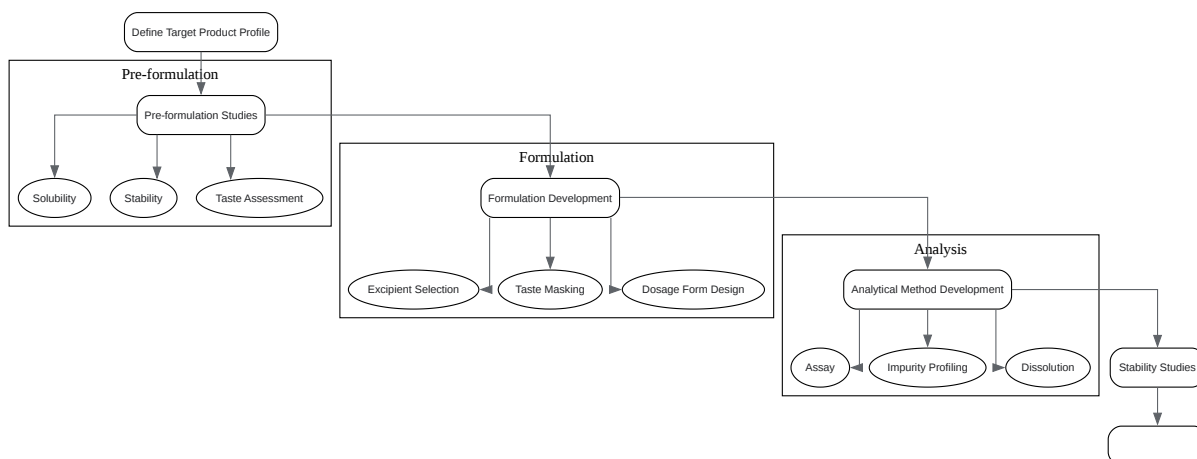 Define Target Product Profile
Pre-formulation
Pre-formulation Studies
Solubility
Stability
Taste Assessment
Formulation
Formulation Development
Excipient Selection
Taste Masking
Dosage Form Design
Analysis
Analytical Method Development
Assay
Impurity Profiling
Dissolution
Stability Studies